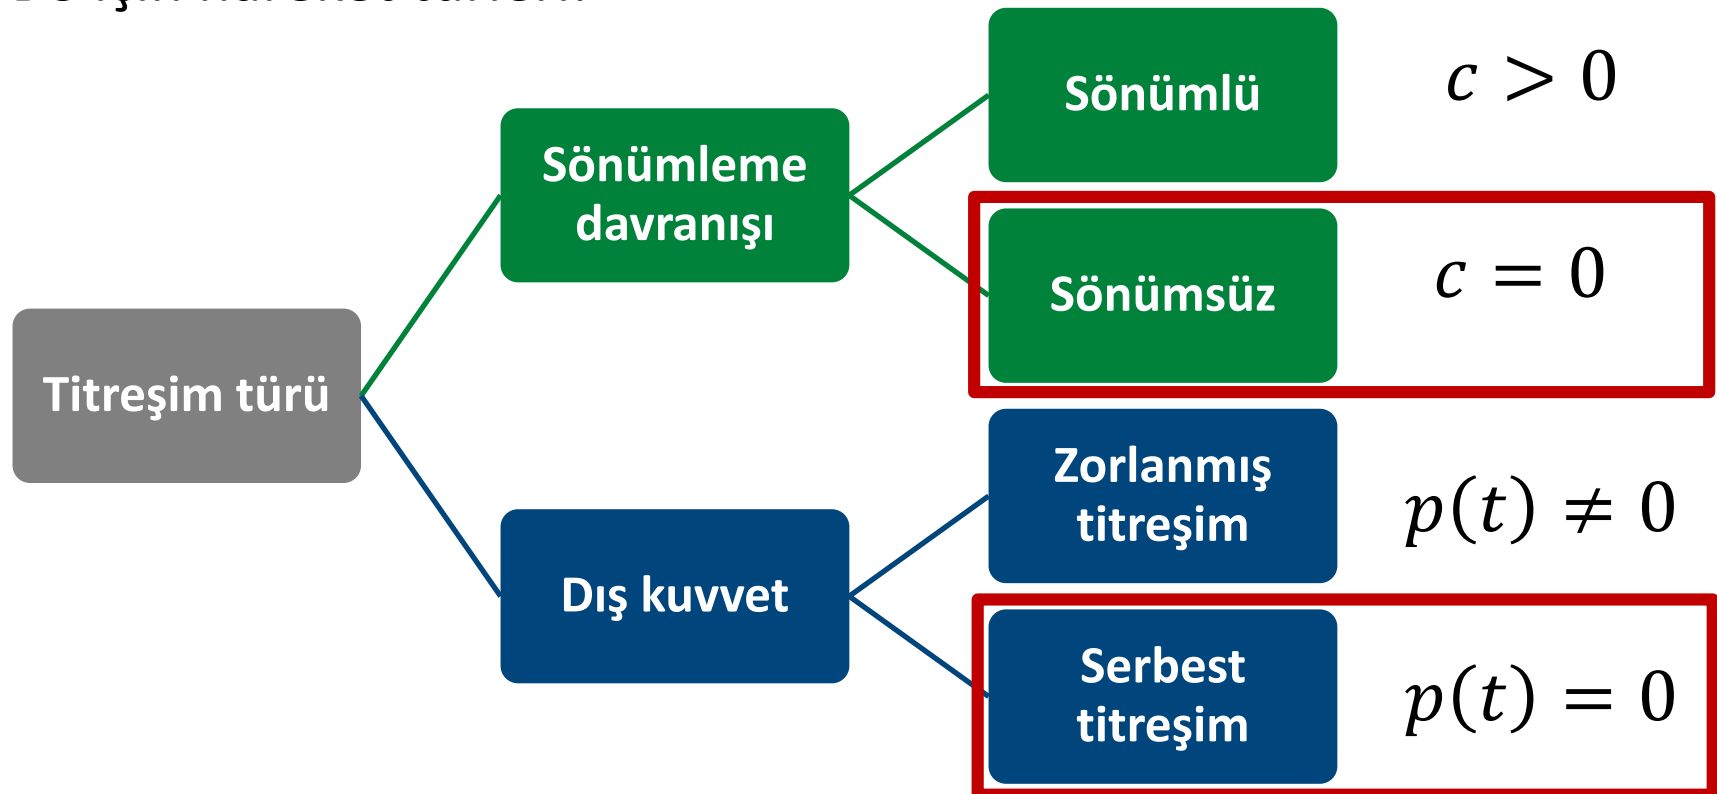 Sönümlü
c > 0
Sönümleme
davranışı
Sönümsüz
c = 0
Titreşim türü
Zorlanmış
titreşim
p(t) ≠ 0
Dış kuvvet
Serbest
titreşim
p(t) = 0